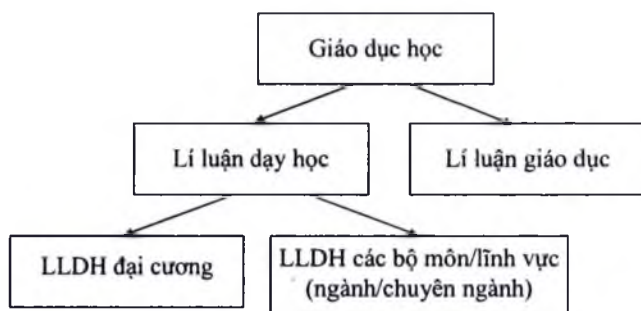 Giáo dục học
Lí luận dạy học
Lí luận giáo dục
LLDH đại cương
LLDH các bộ môn/lĩnh vực
(ngành/chuyên ngành)